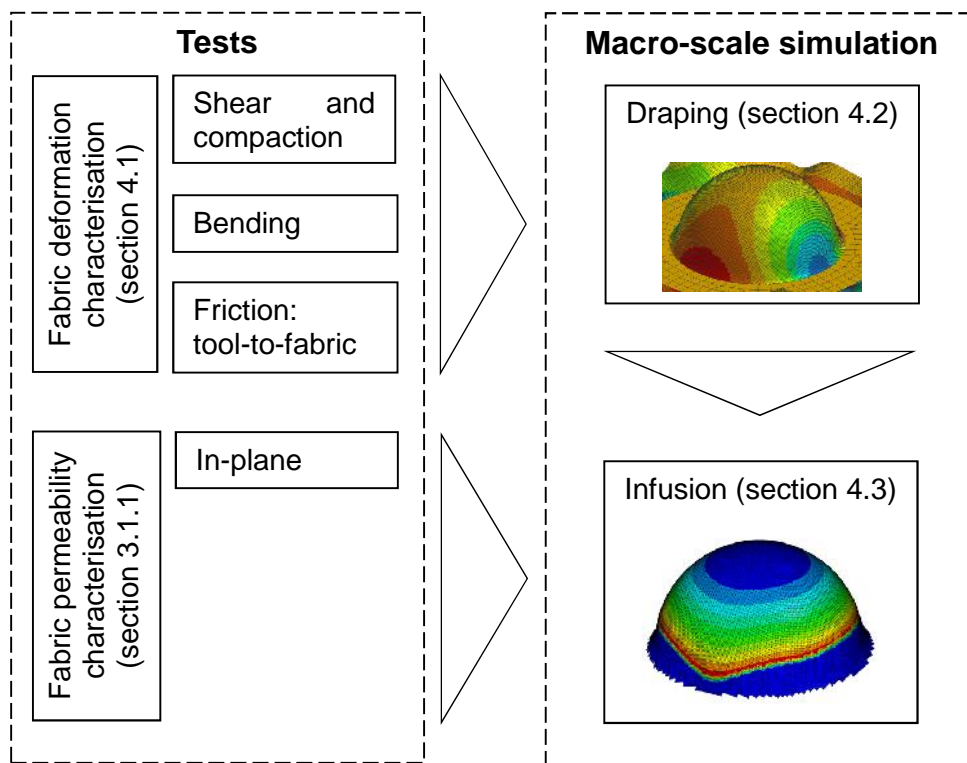 Tests
Fabric deformation
characterisation
(section 4.1)
Shear and
compaction
Bending
Friction:
tool-to-fabric
Fabric permeability
characterisation
(section 3.1.1)
In-plane
Macro-scale simulation
Draping (section 4.2)
Infusion (section 4.3)